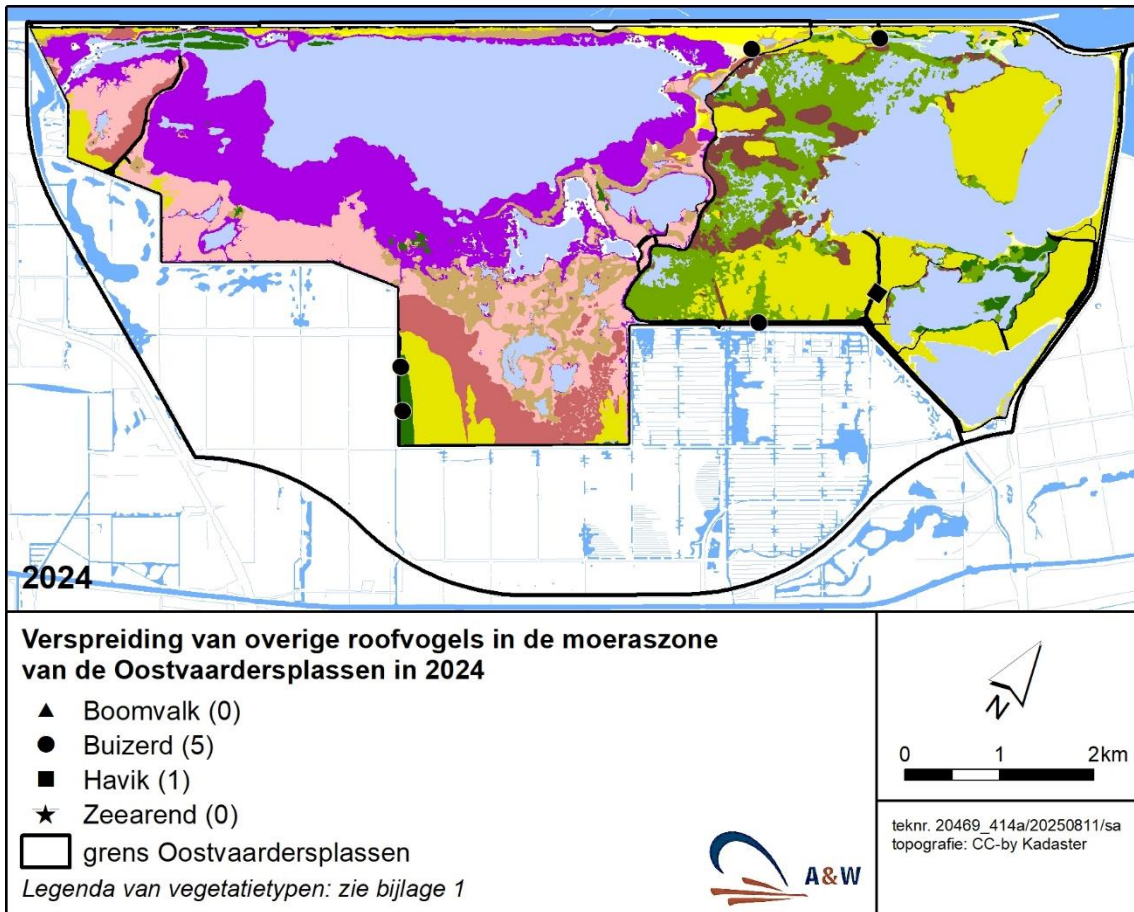 2024
Verspreiding van overige roofvogels in de moeraszone
van de Oostvaardersplassen in 2024
Boomvalk (0)
Buizerd (5)
Havik (1)
Zeearend (0)
grens Oostvaardersplassen
Legenda van vegetatietypen: zie bijlage 1
A&W
N
0 1 2km
teknr. 20469_414a/20250811/sa
topografie: CC-by Kadaster